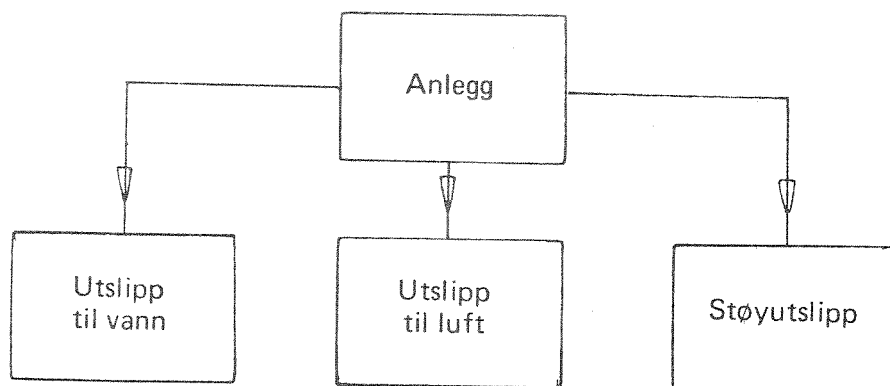 Anlegg
Utslipp
til vann
Utslipp
til luft
Støyutslipp